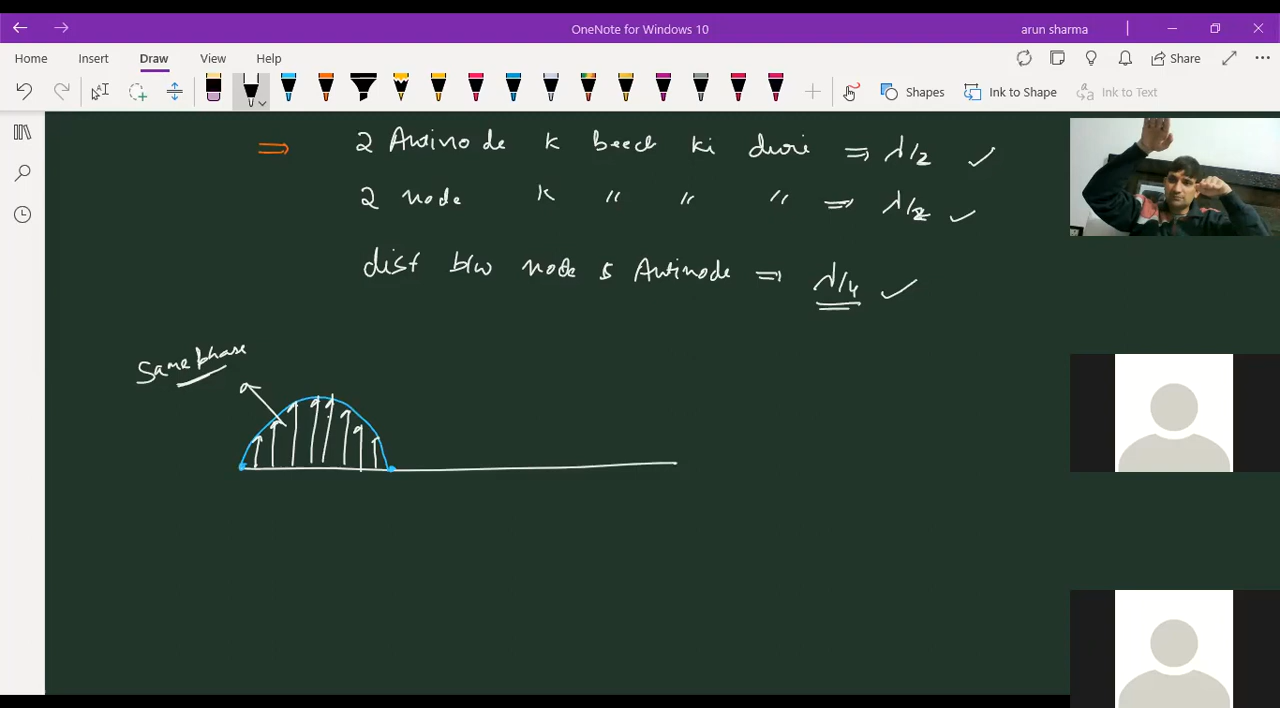 OneNote for Windows 10
arun sharma
Home Insert Draw View Help
Share
Shapes Ink to Shape Ink to Text
⇒ 2 Antinode k beech ki duri ⇒ λ/2 ✓
2 node k " " " ⇒ λ/2 ✓
dist b/w node & Antinode ⇒ λ/4 ✓
Same phase